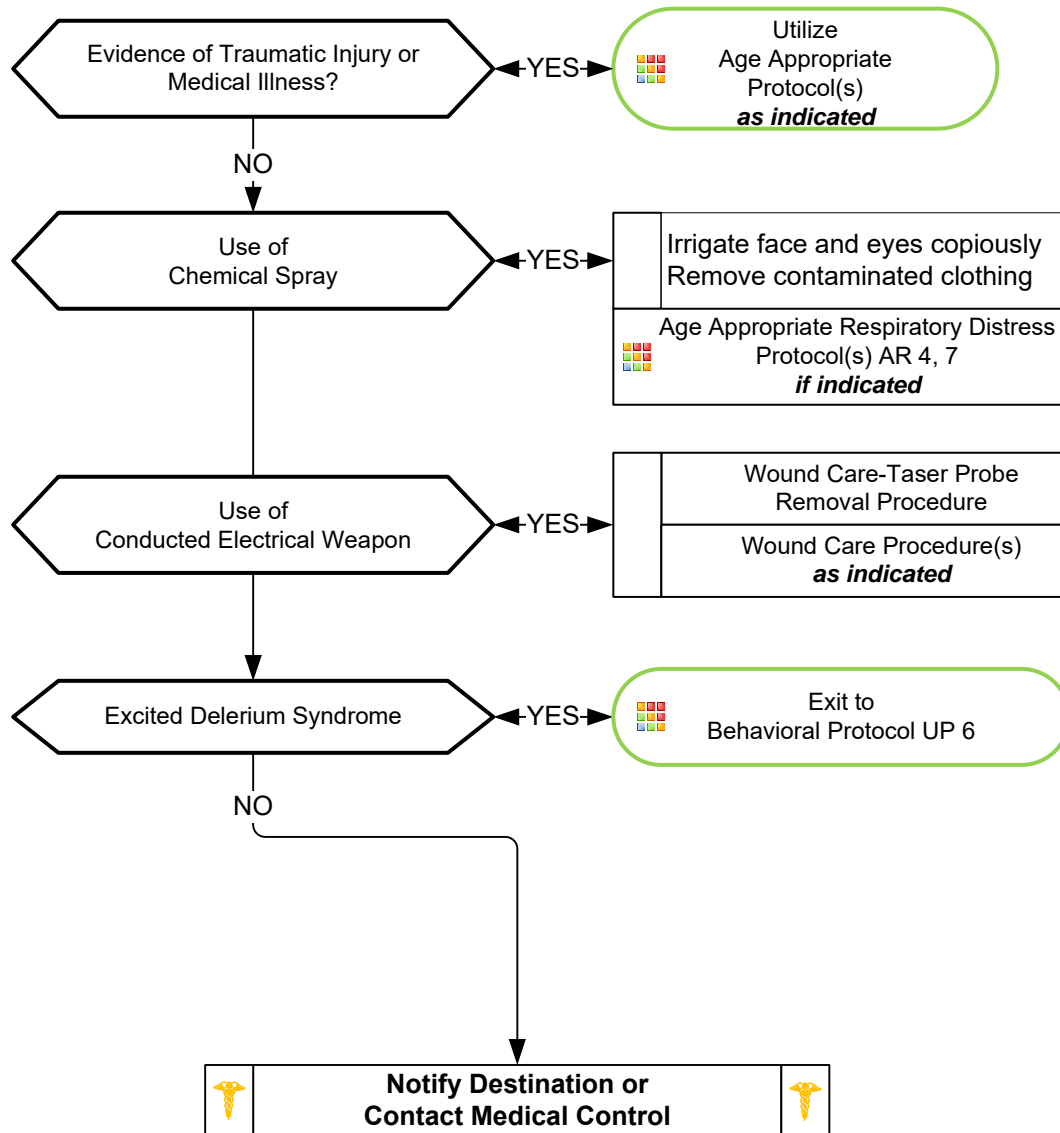 Evidence of Traumatic Injury or
Medical Illness?
YES
Utilize
Age Appropriate
Protocol(s)
as indicated
NO
Use of
Chemical Spray
YES
Irrigate face and eyes copiously
Remove contaminated clothing
Age Appropriate Respiratory Distress
Protocol(s) AR 4, 7
if indicated
Use of
Conducted Electrical Weapon
YES
Wound Care-Taser Probe
Removal Procedure
Wound Care Procedure(s)
as indicated
Excited Delerium Syndrome
YES
Exit to
Behavioral Protocol UP 6
NO
Notify Destination or
Contact Medical Control